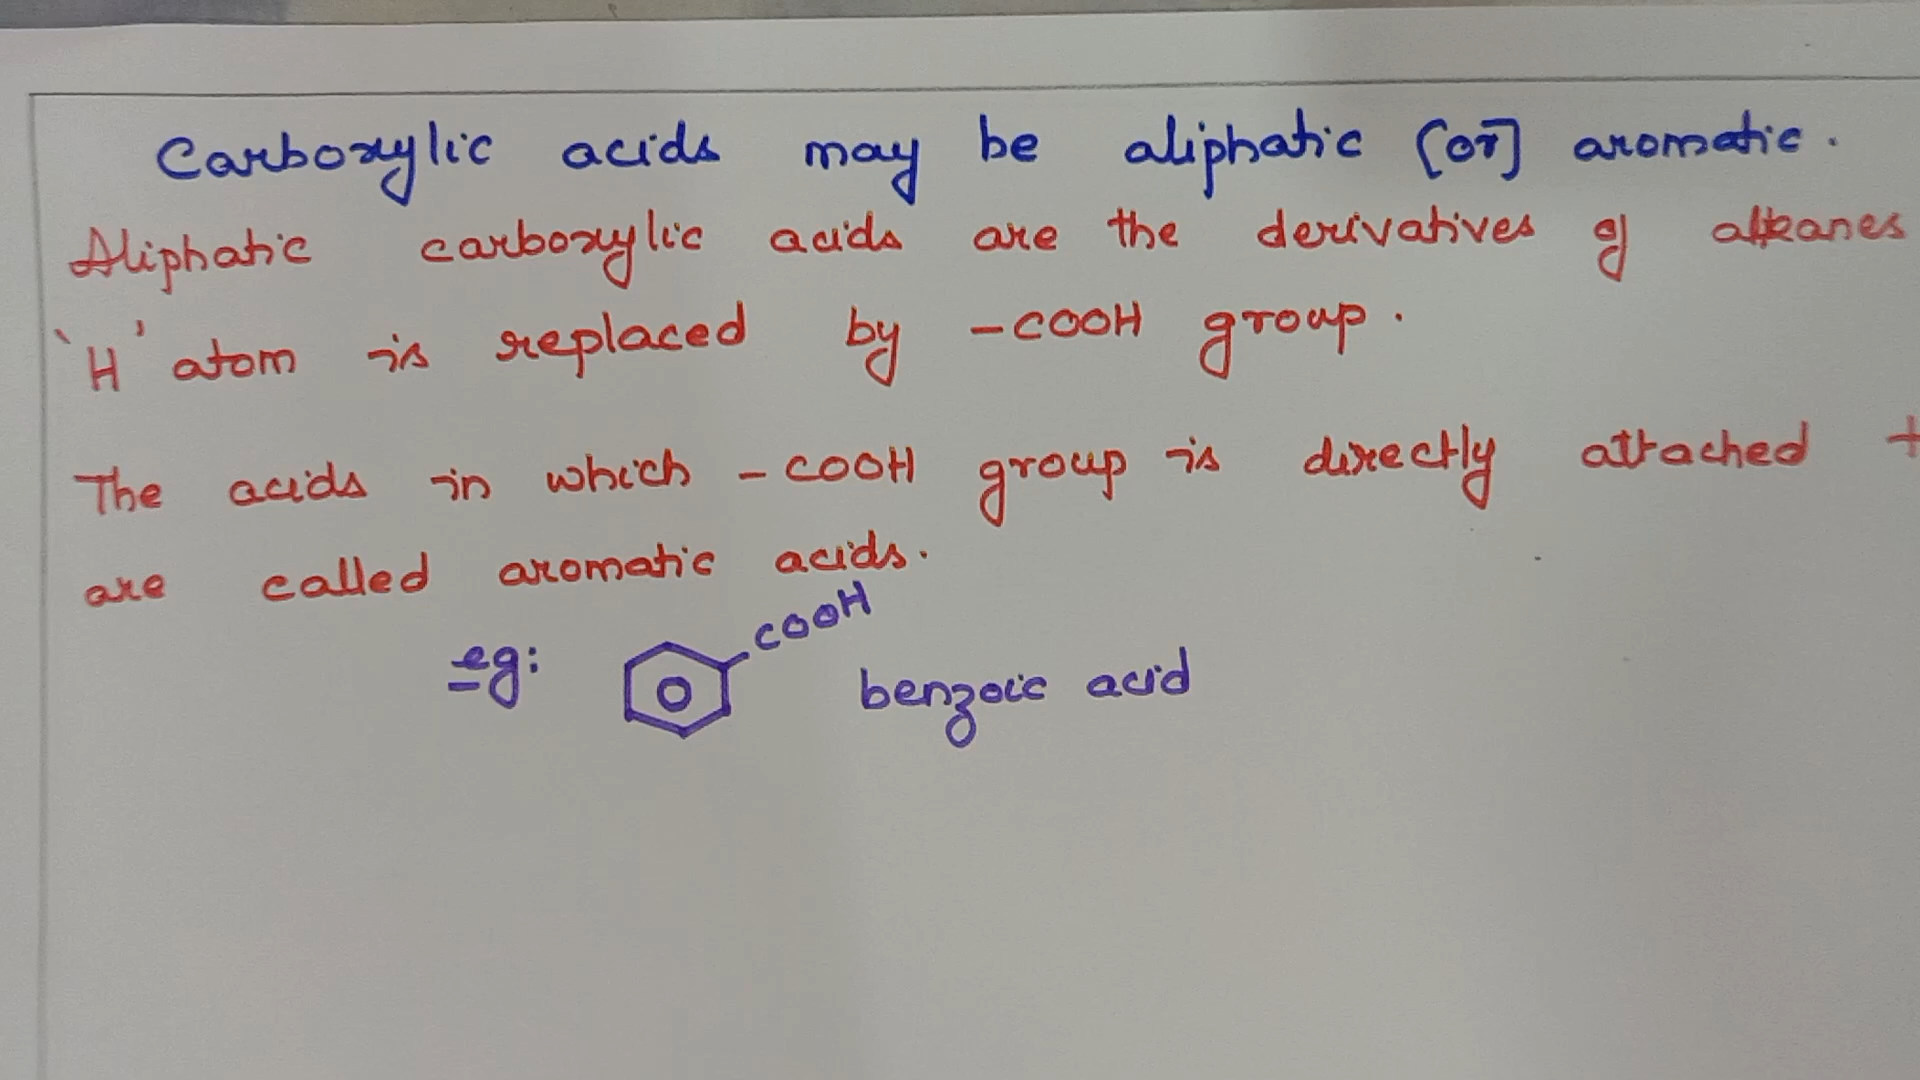 Carboxylic acids may be aliphatic [or] aromatic.
Aliphatic carboxylic acids are the derivatives of alkanes
'H' atom is replaced by -COOH group.
The acids in which -COOH group is directly attached
are called aromatic acids.
COOH
eg: benzoic acid